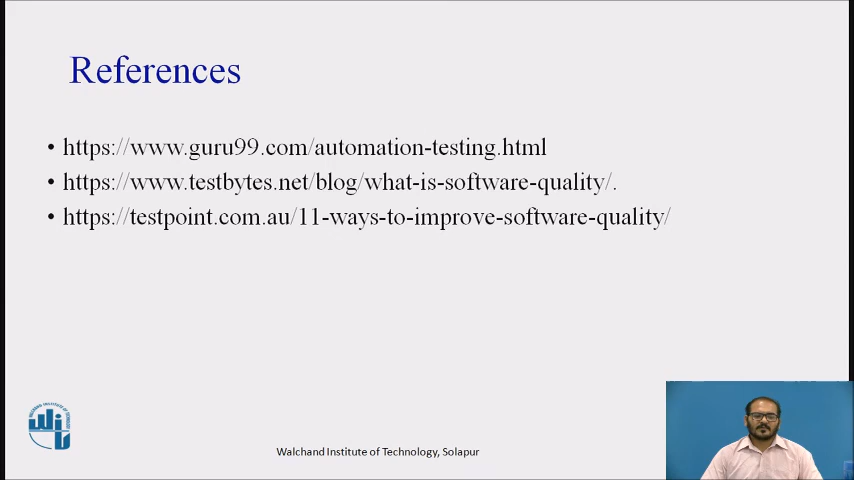 References
• https://www.guru99.com/automation-testing.html
• https://www.testbytes.net/blog/what-is-software-quality/.
• https://testpoint.com.au/11-ways-to-improve-software-quality/
Walchand Institute of Technology, Solapur